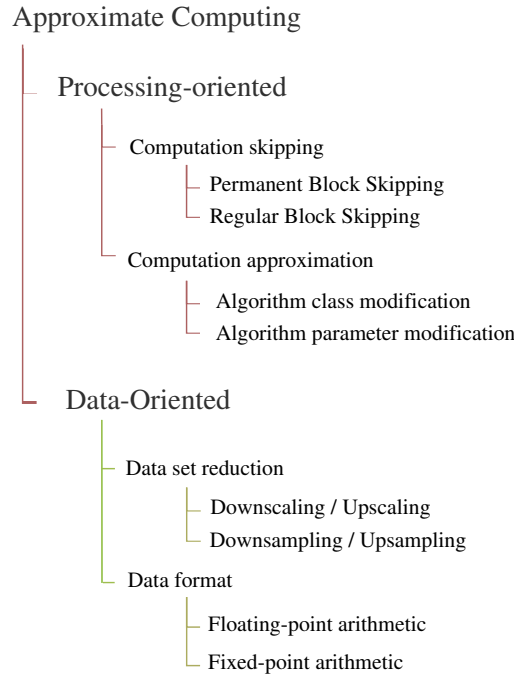 Approximate Computing
Processing-oriented
Computation skipping
Permanent Block Skipping
Regular Block Skipping
Computation approximation
Algorithm class modification
Algorithm parameter modification
Data-Oriented
Data set reduction
Downscaling / Upscaling
Downsampling / Upsampling
Data format
Floating-point arithmetic
Fixed-point arithmetic